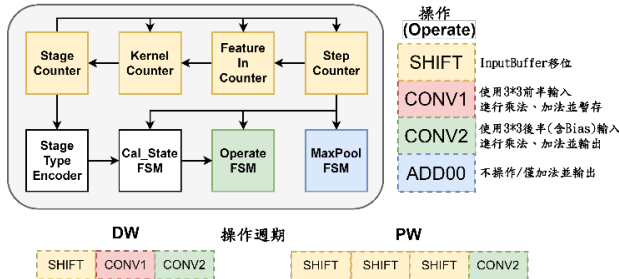 Stage
Counter
Kernel
Counter
Feature
In
Counter
Step
Counter
Stage
Type
Encoder
Cal_State
FSM
Operate
FSM
MaxPool
FSM
操作
(Operate)
SHIFT
InputBuffer移位
CONV1
使用3*3前半輸入
進行乘法、加法並暫存
CONV2
使用3*3後半(含Bias)輸入
進行乘法、加法並輸出
ADD00
不操作/僅加法並輸出
DW
操作週期
PW
SHIFT CONV1 CONV2
SHIFT SHIFT SHIFT CONV2